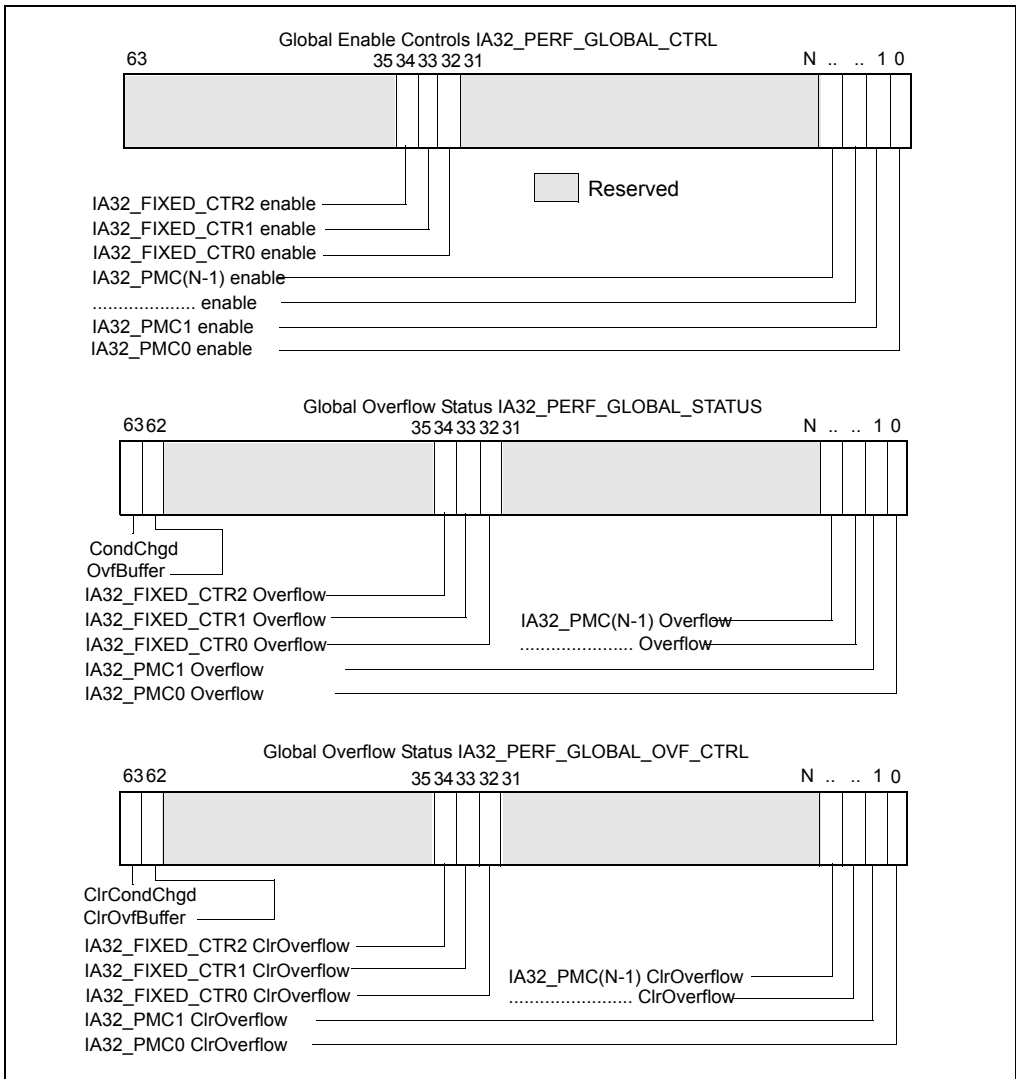 Global Enable Controls IA32_PERF_GLOBAL_CTRL
63 35 34 33 32 31 N .. .. 1 0
Reserved
IA32_FIXED_CTR2 enable
IA32_FIXED_CTR1 enable
IA32_FIXED_CTR0 enable
IA32_PMC(N-1) enable
.................... enable
IA32_PMC1 enable
IA32_PMC0 enable
Global Overflow Status IA32_PERF_GLOBAL_STATUS
63 62 35 34 33 32 31 N .. .. 1 0
CondChgd
OvfBuffer
IA32_FIXED_CTR2 Overflow
IA32_FIXED_CTR1 Overflow
IA32_FIXED_CTR0 Overflow
IA32_PMC(N-1) Overflow
...................... Overflow
IA32_PMC1 Overflow
IA32_PMC0 Overflow
Global Overflow Status IA32_PERF_GLOBAL_OVF_CTRL
63 62 35 34 33 32 31 N .. .. 1 0
ClrCondChgd
ClrOvfBuffer
IA32_FIXED_CTR2 ClrOverflow
IA32_FIXED_CTR1 ClrOverflow
IA32_FIXED_CTR0 ClrOverflow
IA32_PMC(N-1) ClrOverflow
........................ ClrOverflow
IA32_PMC1 ClrOverflow
IA32_PMC0 ClrOverflow